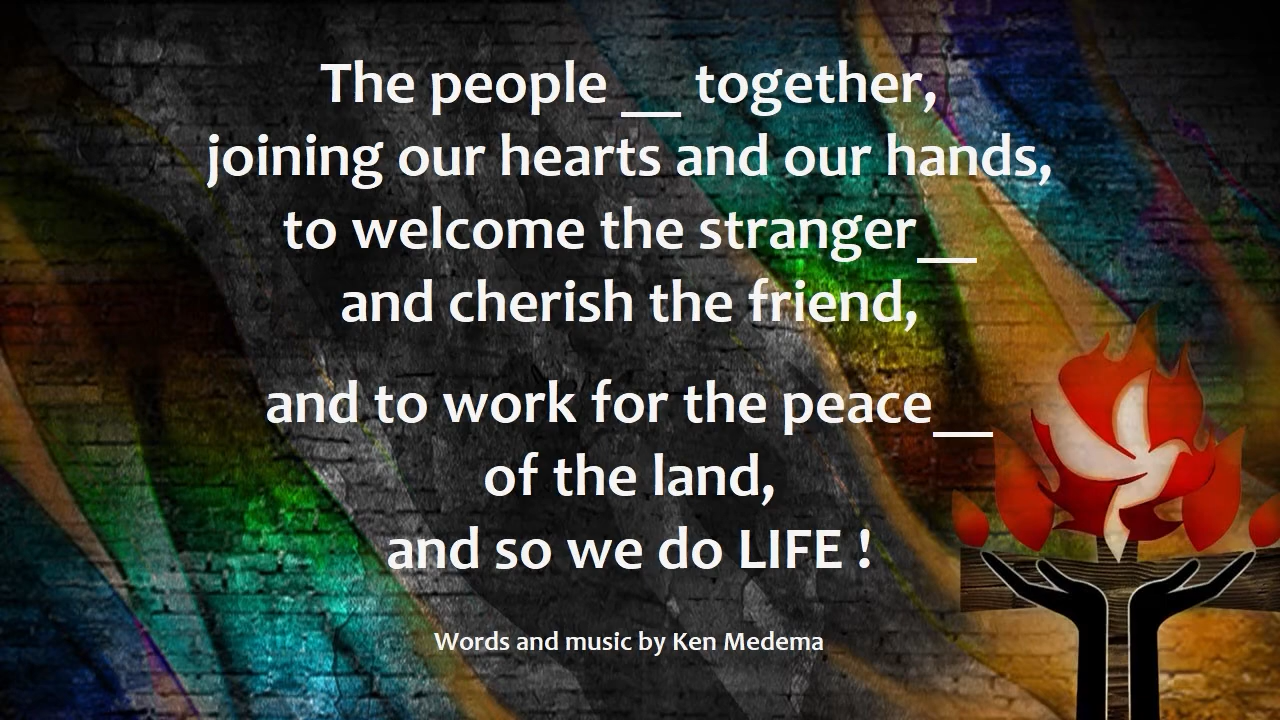 The people __ together,
joining our hearts and our hands,
to welcome the stranger__
and cherish the friend,
and to work for the peace__
of the land,
and so we do LIFE !
Words and music by Ken Medema